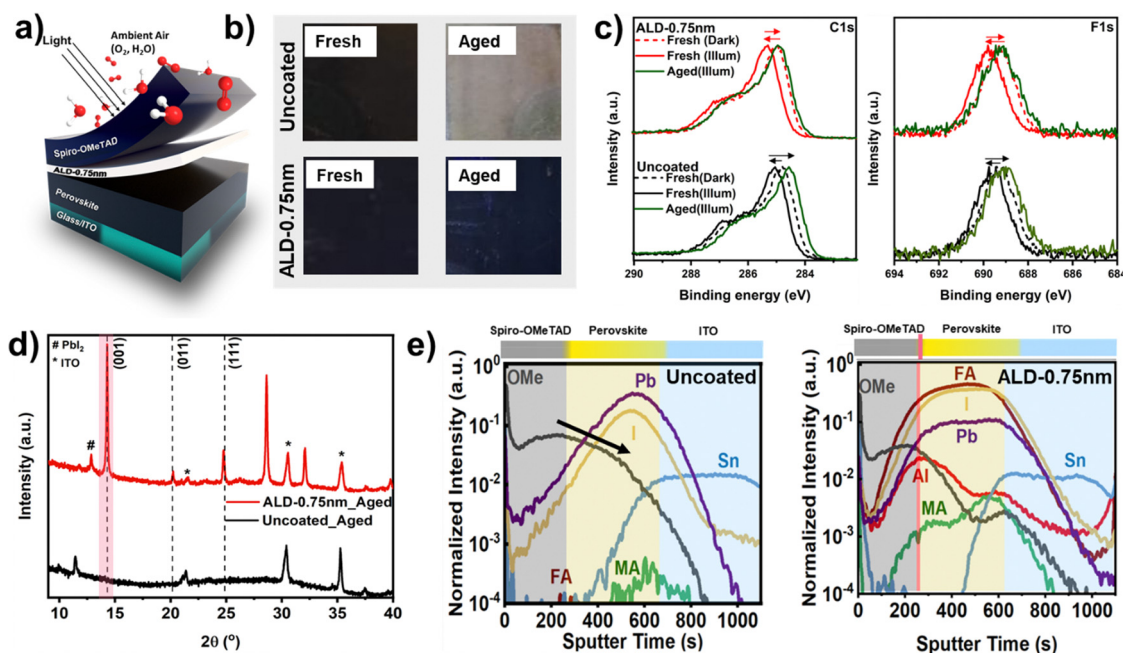 a)
Light
Ambient Air
(O2, H2O)
Spiro-OMeTAD
ALD-0.75nm
Perovskite
Glass/ITO
b)
Fresh
Aged
Uncoated
Fresh
Aged
ALD-0.75nm
c)
ALD-0.75nm
C1s
Fresh (Dark)
Fresh (Illum)
Aged(Illum)
Uncoated
Fresh(Dark)
Fresh(Illum)
Aged(Illum)
Intensity (a.u.)
290 288 286 284
Binding energy (eV)
F1s
Intensity (a.u.)
694 692 690 688 686 684
Binding energy (eV)
d)
# PbI2
* ITO
(001)
(011)
(111)
#
*
*
*
ALD-0.75nm_Aged
Uncoated_Aged
Intensity (a.u.)
10 15 20 25 30 35 40
2θ (°)
e)
Spiro-OMeTAD Perovskite ITO
Uncoated
OMe
Pb
I
Sn
FA
MA
Normalized Intensity (a.u.)
10^0
10^-1
10^-2
10^-3
10^-4
0 200 400 600 800 1000
Sputter Time (s)
Spiro-OMeTAD Perovskite ITO
ALD-0.75nm
OMe
FA
I
Pb
Sn
Al
MA
Normalized Intensity (a.u.)
10^0
10^-1
10^-2
10^-3
10^-4
0 200 400 600 800 1000
Sputter Time (s)